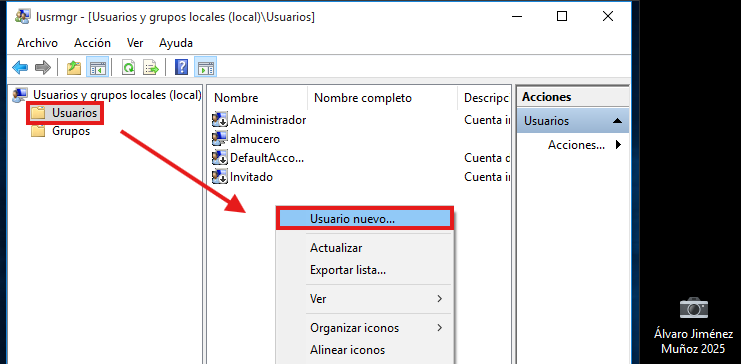 lusrmgr - [Usuarios y grupos locales (local)\Usuarios]
Archivo Acción Ver Ayuda
Usuarios y grupos locales (local)
Usuarios
Grupos
Nombre Nombre completo Descripc
Administrador Cuenta in
almucero
DefaultAcco... Cuenta d
Invitado Cuenta in
Acciones
Usuarios
Acciones...
Usuario nuevo...
Actualizar
Exportar lista...
Ver
Organizar iconos
Alinear iconos
Álvaro Jiménez
Muñoz 2025